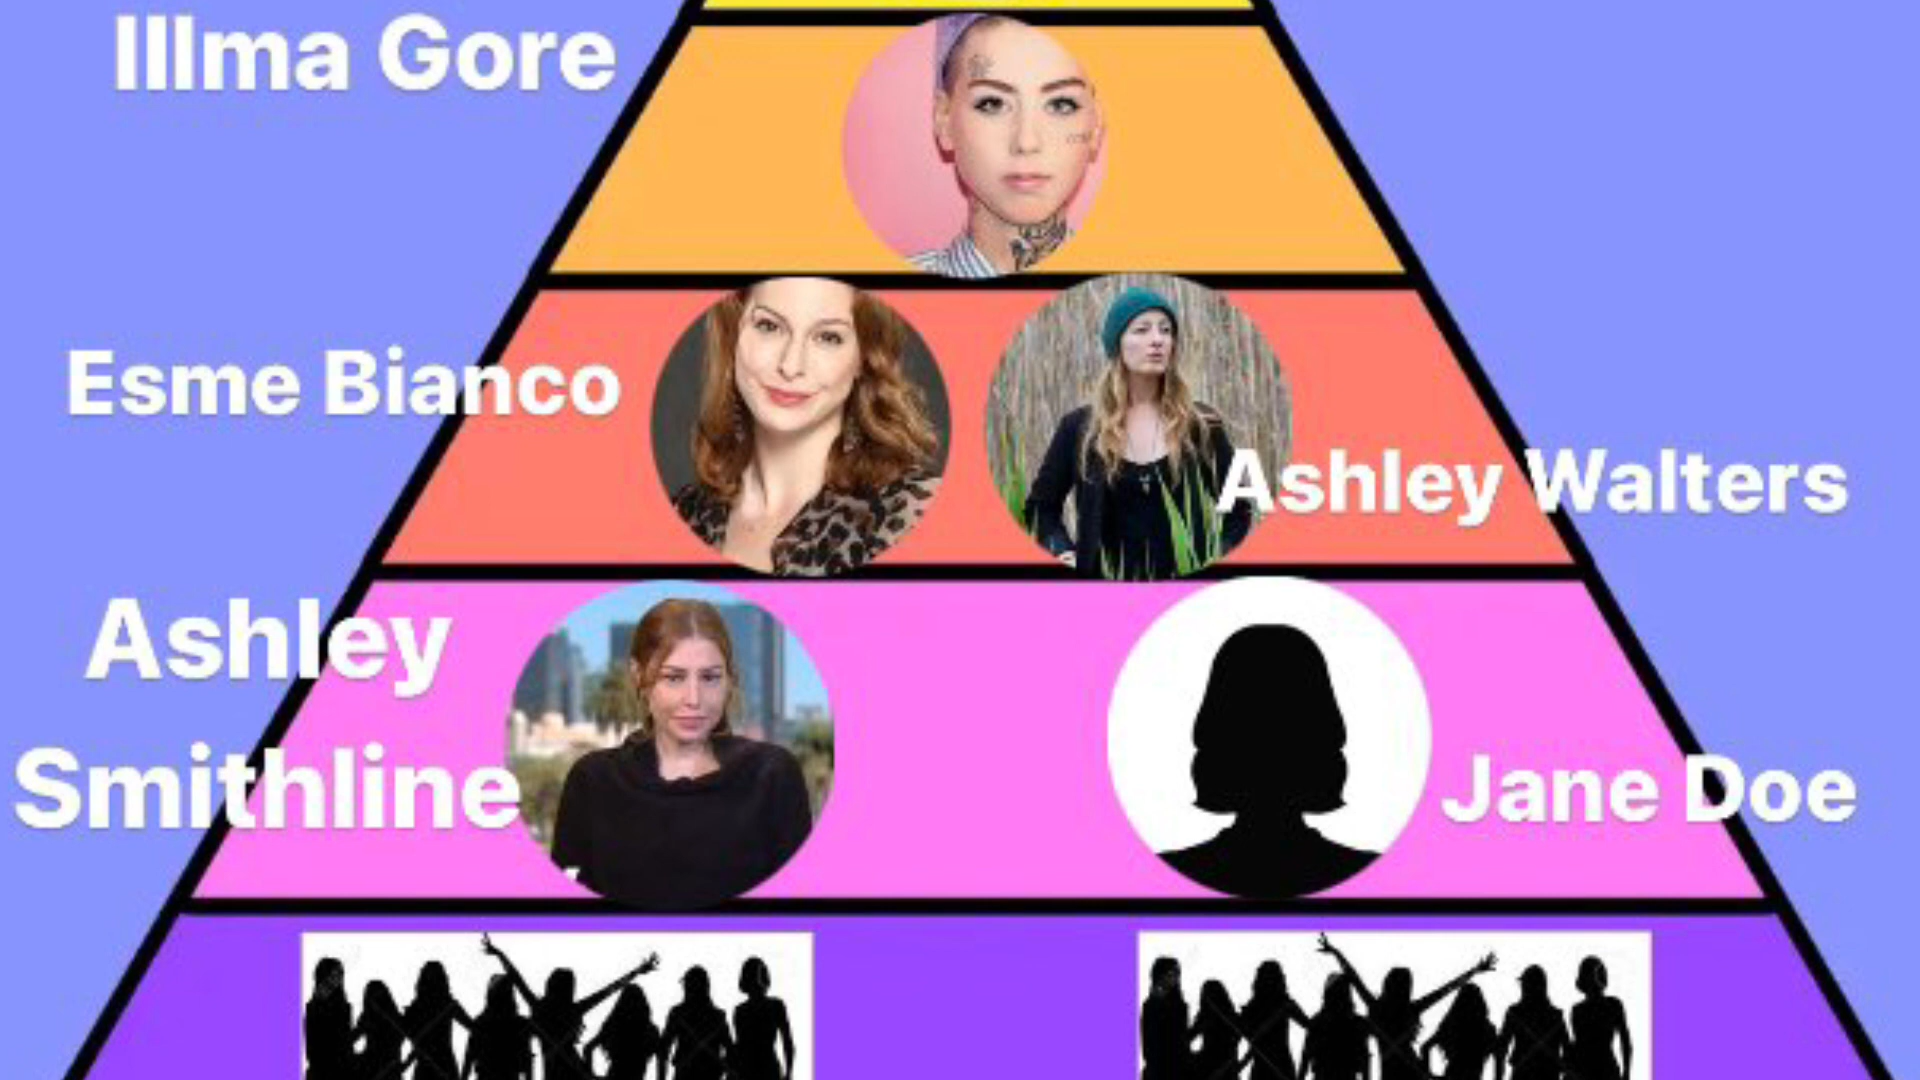 Illma Gore
Esme Bianco
Ashley Walters
Ashley
Smithline
Jane Doe